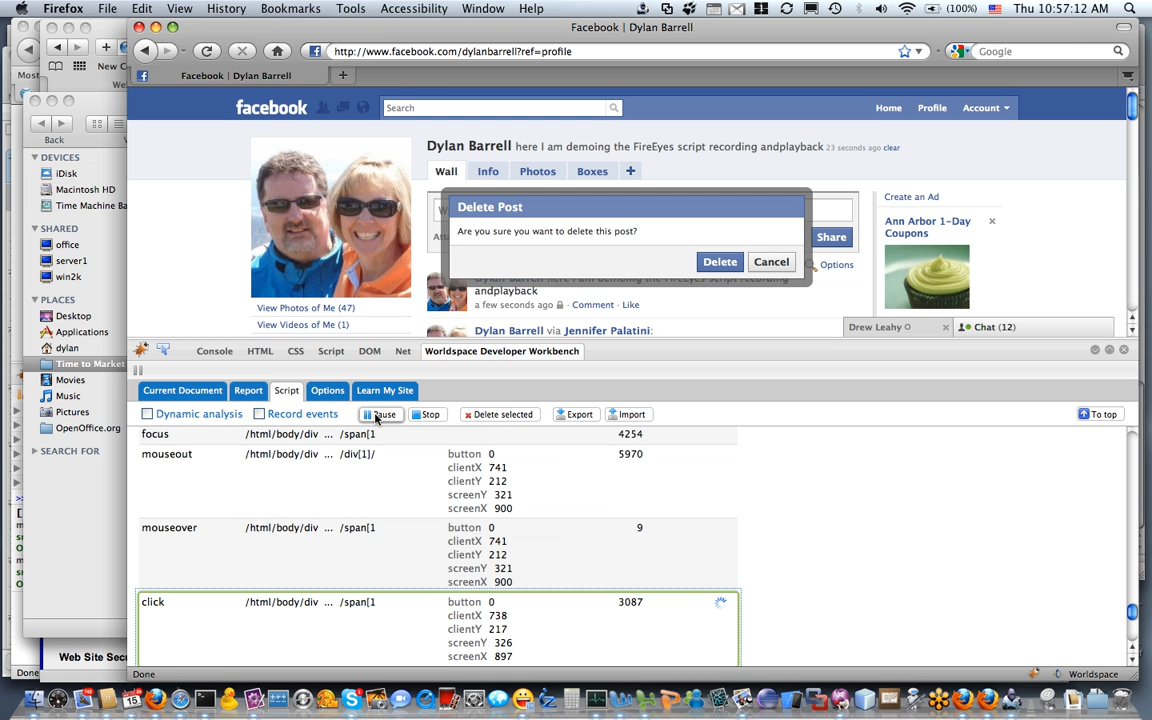 Firefox File Edit View History Bookmarks Tools Accessibility Window Help (100%) Thu 10:57:12 AM
Facebook | Dylan Barrell
http://www.facebook.com/dylanbarrell?ref=profile
Google
Most
New C
Facebook | Dylan Barrell
We
facebook
Search
Home Profile Account
Back
DEVICES
iDisk
Macintosh HD
Time Machine Ba
SHARED
office
server1
win2k
PLACES
Desktop
Applications
dylan
Time to Market
Movies
Music
Pictures
OpenOffice.org
SEARCH FOR
Dylan Barrell here I am demoing the FireEyes script recording andplayback 23 seconds ago clear
Wall Info Photos Boxes +
Delete Post
Are you sure you want to delete this post?
Delete Cancel
Share
Options
andplayback
a few seconds ago · Comment · Like
Dylan Barrell via Jennifer Palatini:
View Photos of Me (47)
View Videos of Me (1)
Create an Ad
Ann Arbor 1-Day
Coupons
Drew Leahy
Chat (12)
Console HTML CSS Script DOM Net Worldspace Developer Workbench
Current Document Report Script Options Learn My Site
Dynamic analysis Record events Pause Stop Delete selected Export Import To top
focus /html/body/div ... /span[1 4254
mouseout /html/body/div ... /div[1]/ button 0 5970
clientX 741
clientY 212
screenY 321
screenX 900
mouseover /html/body/div ... /span[1 button 0 9
clientX 741
clientY 212
screenY 321
screenX 900
click /html/body/div ... /span[1 button 0 3087
clientX 738
clientY 217
screenY 326
screenX 897
Web Site Sec
Done
Done
Worldspace